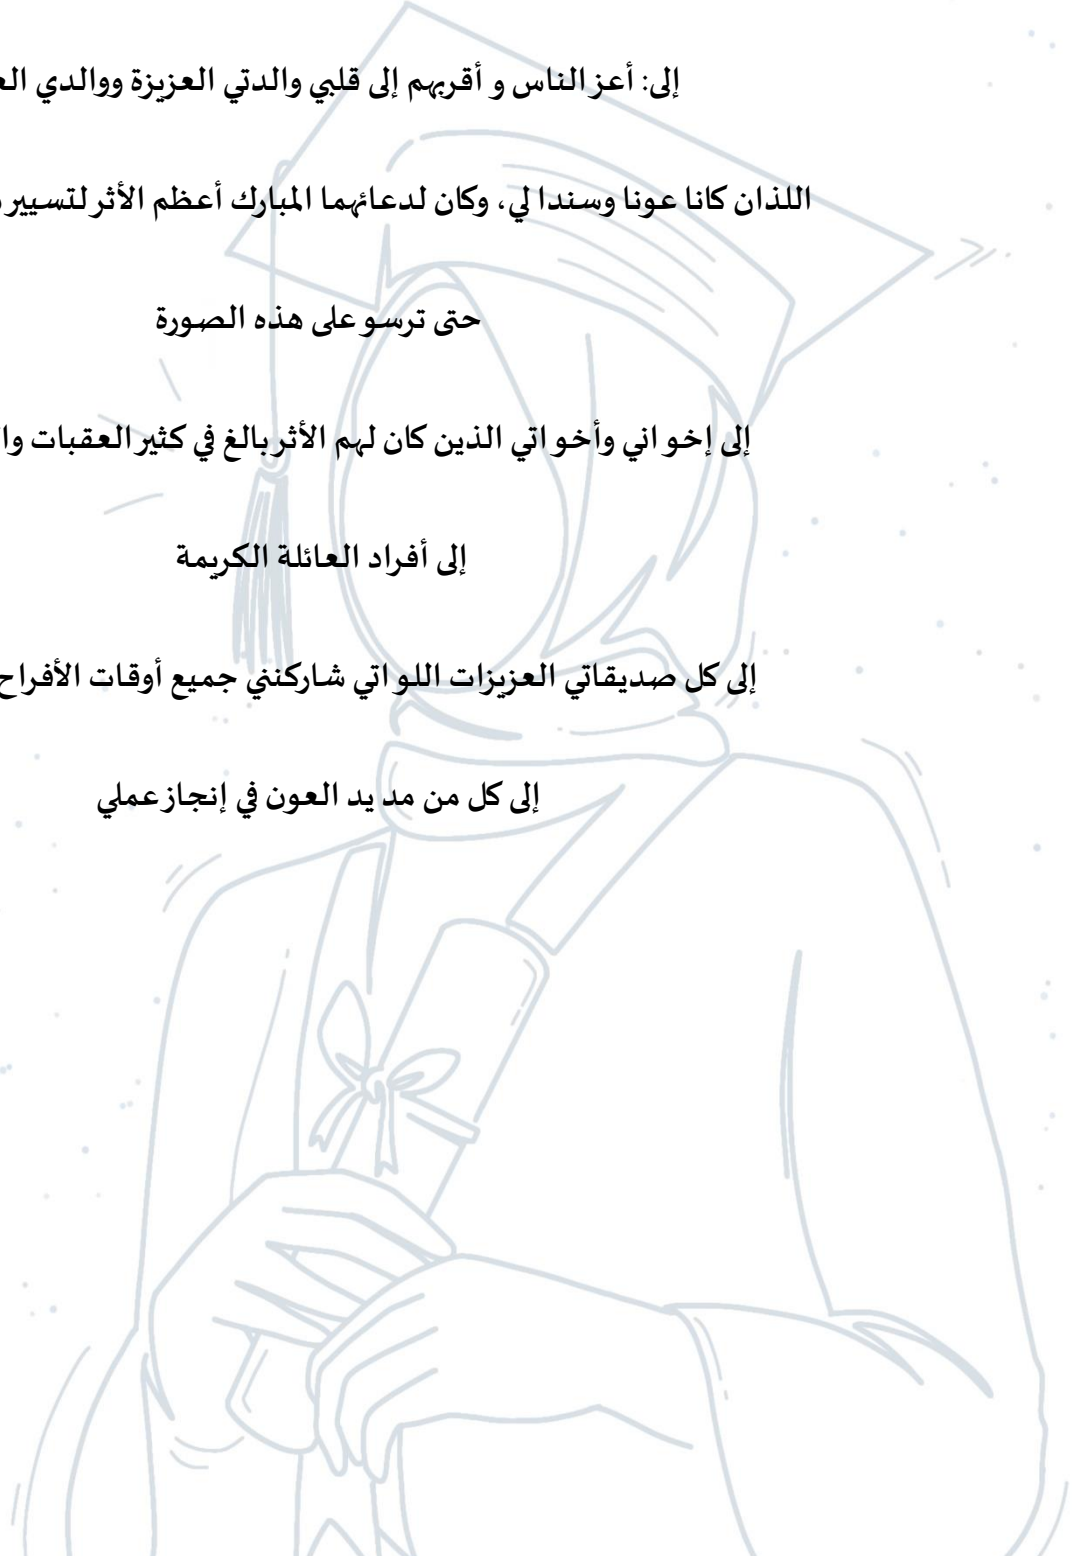 إلى: أعز الناس و أقربهم إلى قلبي والدتي العزيزة ووالدي
اللذان كانا عونا وسندا لي، وكان لدعائهما المبارك أعظم الأثر لتسيير
حتى ترسو على هذه الصورة
إلى إخواني وأخواتي الذين كان لهم الأثر بالغ في كثير العقبات
إلى أفراد العائلة الكريمة
إلى كل صديقاتي العزيزات اللواتي شاركنني جميع أوقات الأفراح
إلى كل من مد يد العون في إنجاز عملي